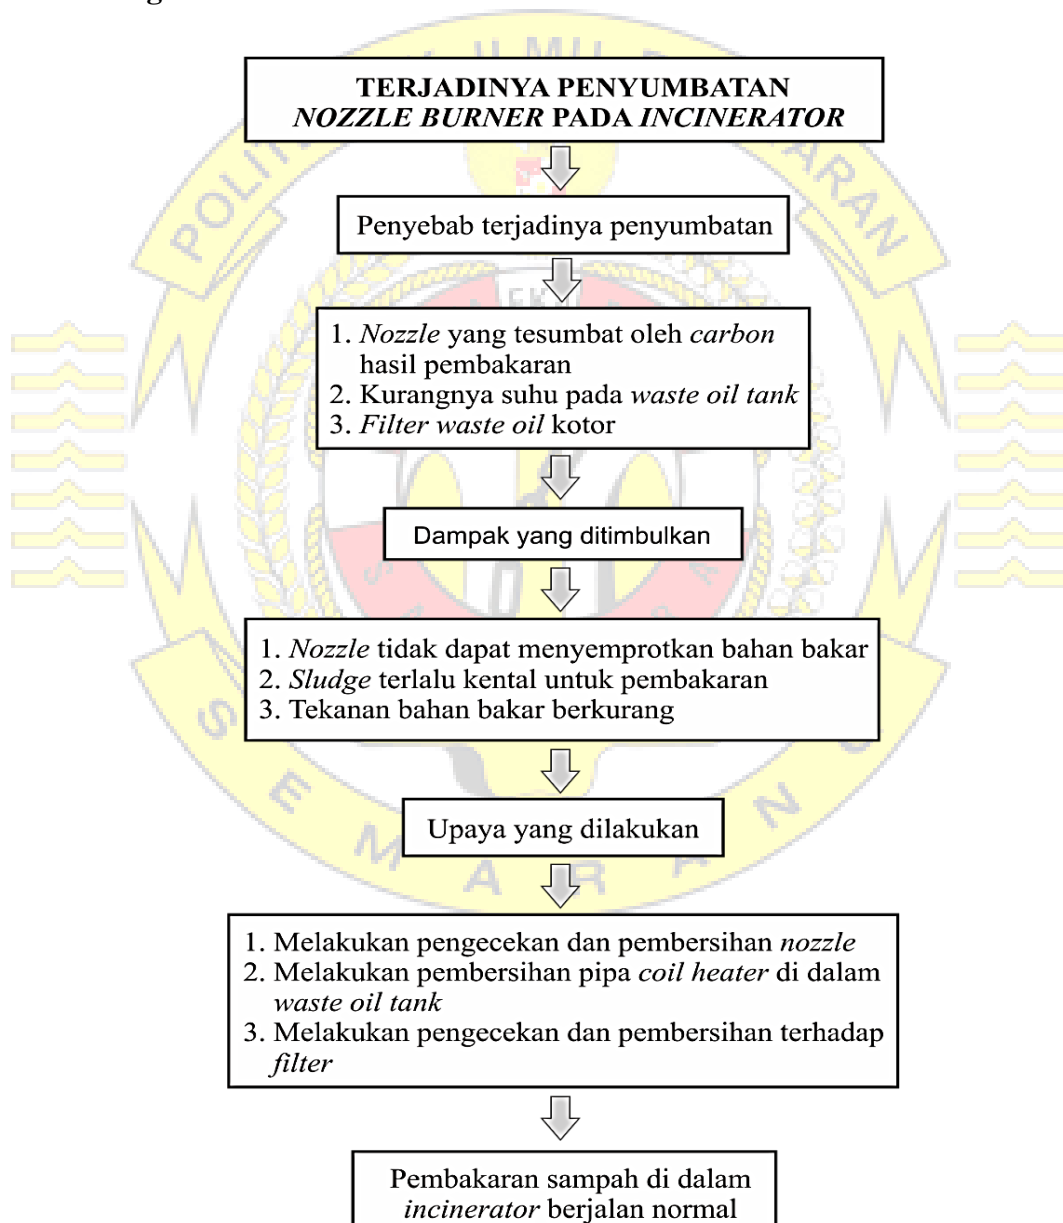 TERJADINYA PENYUMBATAN
NOZZLE BURNER PADA INCINERATOR
Penyebab terjadinya penyumbatan
1. Nozzle yang tesumbat oleh carbon
hasil pembakaran
2. Kurangnya suhu pada waste oil tank
3. Filter waste oil kotor
Dampak yang ditimbulkan
1. Nozzle tidak dapat menyemprotkan bahan bakar
2. Sludge terlalu kental untuk pembakaran
3. Tekanan bahan bakar berkurang
Upaya yang dilakukan
SEMARANG
1. Melakukan pengecekan dan pembersihan nozzle
2. Melakukan pembersihan pipa coil heater di dalam
waste oil tank
3. Melakukan pengecekan dan pembersihan terhadap
filter
Pembakaran sampah di dalam
incinerator berjalan normal